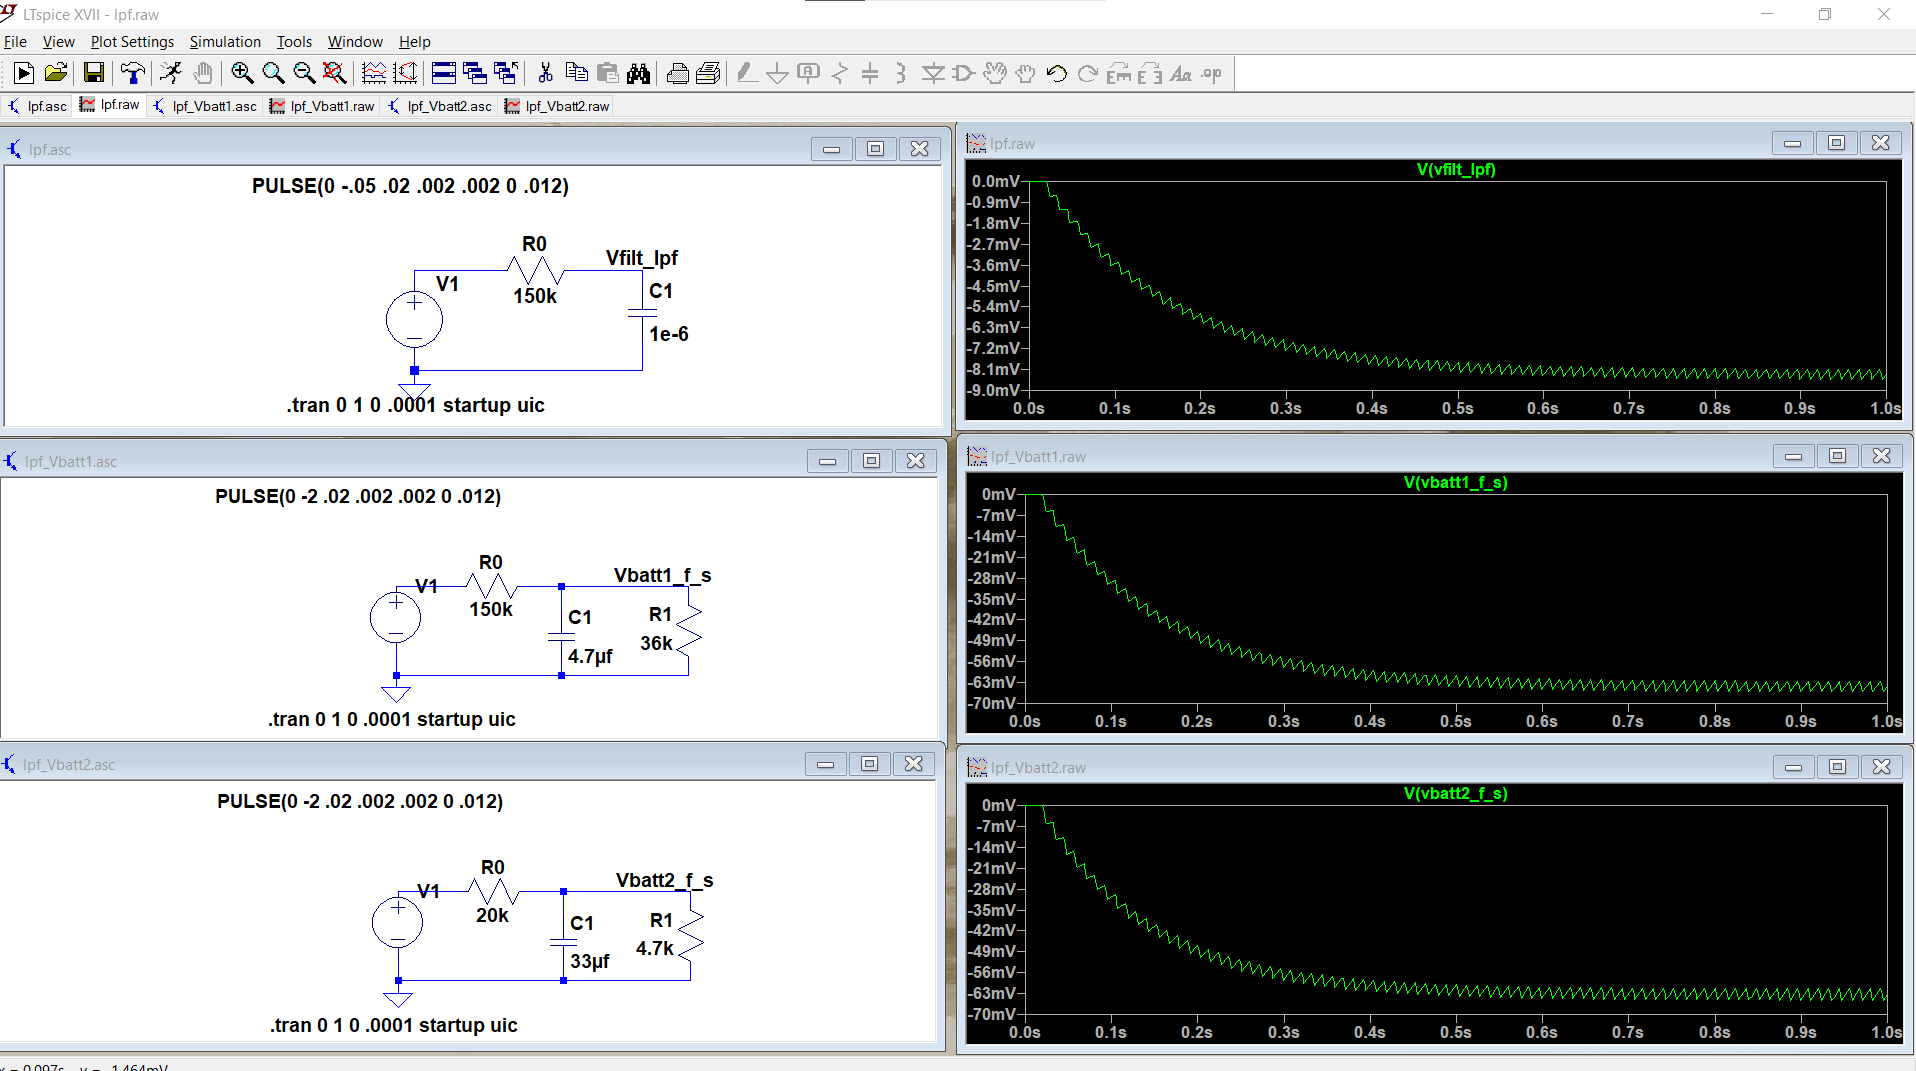 LTspice XVII - lpf.raw
File View Plot Settings Simulation Tools Window Help
.op
lpf.asc lpf.raw lpf_Vbatt1.asc lpf_Vbatt1.raw lpf_Vbatt2.asc lpf_Vbatt2.raw
lpf.asc
PULSE(0 -.05 .02 .002 .002 0 .012)
R0
Vfilt_lpf
V1
C1
150k
1e-6
.tran 0 1 0 .0001 startup uic
lpf.raw
V(vfilt_lpf)
0.0mV
-0.9mV
-1.8mV
-2.7mV
-3.6mV
-4.5mV
-5.4mV
-6.3mV
-7.2mV
-8.1mV
-9.0mV
0.0s 0.1s 0.2s 0.3s 0.4s 0.5s 0.6s 0.7s 0.8s 0.9s 1.0s
lpf_Vbatt1.asc
PULSE(0 -2 .02 .002 .002 0 .012)
R0
V1
Vbatt1_f_s
150k
C1
R1
36k
4.7µf
.tran 0 1 0 .0001 startup uic
lpf_Vbatt1.raw
V(vbatt1_f_s)
0mV
-7mV
-14mV
-21mV
-28mV
-35mV
-42mV
-49mV
-56mV
-63mV
-70mV
0.0s 0.1s 0.2s 0.3s 0.4s 0.5s 0.6s 0.7s 0.8s 0.9s 1.0s
lpf_Vbatt2.asc
PULSE(0 -2 .02 .002 .002 0 .012)
R0
V1
Vbatt2_f_s
20k
C1
R1
4.7k
33µf
.tran 0 1 0 .0001 startup uic
lpf_Vbatt2.raw
V(vbatt2_f_s)
0mV
-7mV
-14mV
-21mV
-28mV
-35mV
-42mV
-49mV
-56mV
-63mV
-70mV
0.0s 0.1s 0.2s 0.3s 0.4s 0.5s 0.6s 0.7s 0.8s 0.9s 1.0s
x = 0.097s y = -1.464mV